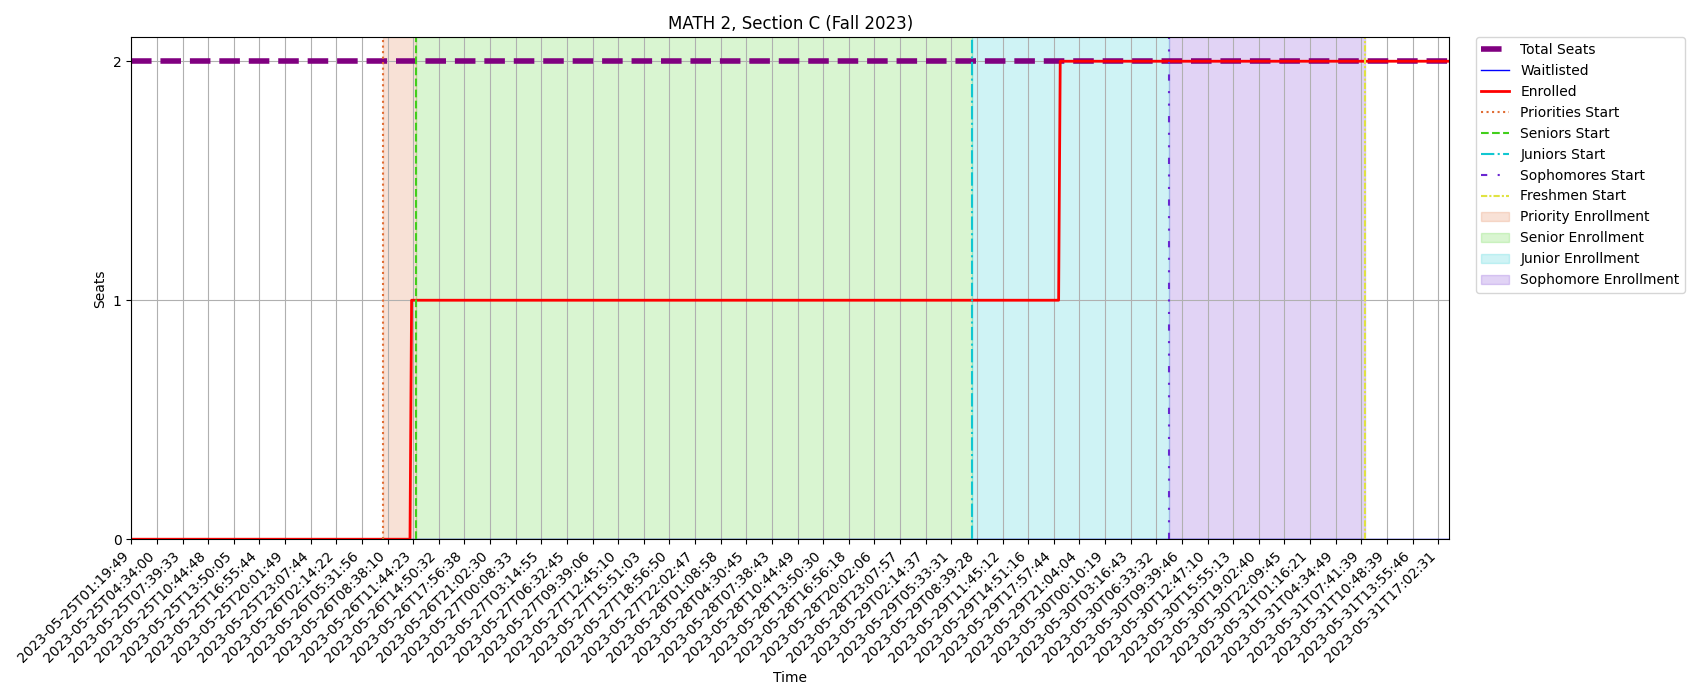 MATH 2, Section C (Fall 2023)
Seats
2
1
0
2023-05-25T01:19:49
2023-05-25T04:34:00
2023-05-25T07:39:33
2023-05-25T10:44:48
2023-05-25T13:50:05
2023-05-25T16:55:44
2023-05-25T20:01:49
2023-05-25T23:07:44
2023-05-26T02:14:22
2023-05-26T05:31:56
2023-05-26T08:38:10
2023-05-26T11:44:23
2023-05-26T14:50:32
2023-05-26T17:56:38
2023-05-26T21:02:30
2023-05-27T00:08:33
2023-05-27T03:14:55
2023-05-27T06:32:45
2023-05-27T09:39:06
2023-05-27T12:45:10
2023-05-27T15:51:03
2023-05-27T18:56:50
2023-05-27T22:02:47
2023-05-28T01:08:58
2023-05-28T04:30:45
2023-05-28T07:38:43
2023-05-28T10:44:49
2023-05-28T13:50:30
2023-05-28T16:56:18
2023-05-28T20:02:06
2023-05-28T23:07:57
2023-05-29T02:14:37
2023-05-29T05:33:31
2023-05-29T08:39:28
2023-05-29T11:45:12
2023-05-29T14:51:16
2023-05-29T17:57:44
2023-05-29T21:04:04
2023-05-30T00:10:19
2023-05-30T03:16:43
2023-05-30T06:33:32
2023-05-30T09:39:46
2023-05-30T12:47:10
2023-05-30T15:55:13
2023-05-30T19:02:40
2023-05-30T22:09:45
2023-05-31T01:16:21
2023-05-31T04:34:49
2023-05-31T07:41:39
2023-05-31T10:48:39
2023-05-31T13:55:46
2023-05-31T17:02:31
Time
Total Seats
Waitlisted
Enrolled
Priorities Start
Seniors Start
Juniors Start
Sophomores Start
Freshmen Start
Priority Enrollment
Senior Enrollment
Junior Enrollment
Sophomore Enrollment